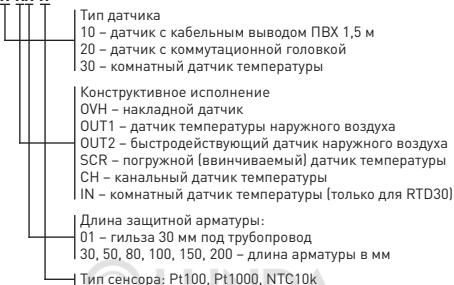 Тип датчика
10 – датчик с кабельным выводом ПВХ 1,5 м
20 – датчик с коммутационной головкой
30 – комнатный датчик температуры
Конструктивное исполнение
OVH – накладной датчик
OUT1 – датчик температуры наружного воздуха
OUT2 – быстродействующий датчик наружного воздуха
SCR – погружной (ввинчиваемый) датчик температуры
CH – канальный датчик температуры
IN – комнатный датчик температуры (только для RTD30)
Длина защитной арматуры:
01 – гильза 30 мм под трубопровод
30, 50, 80, 100, 150, 200 – длина арматуры в мм
Тип сенсора: Pt100, Pt1000, NTC10k